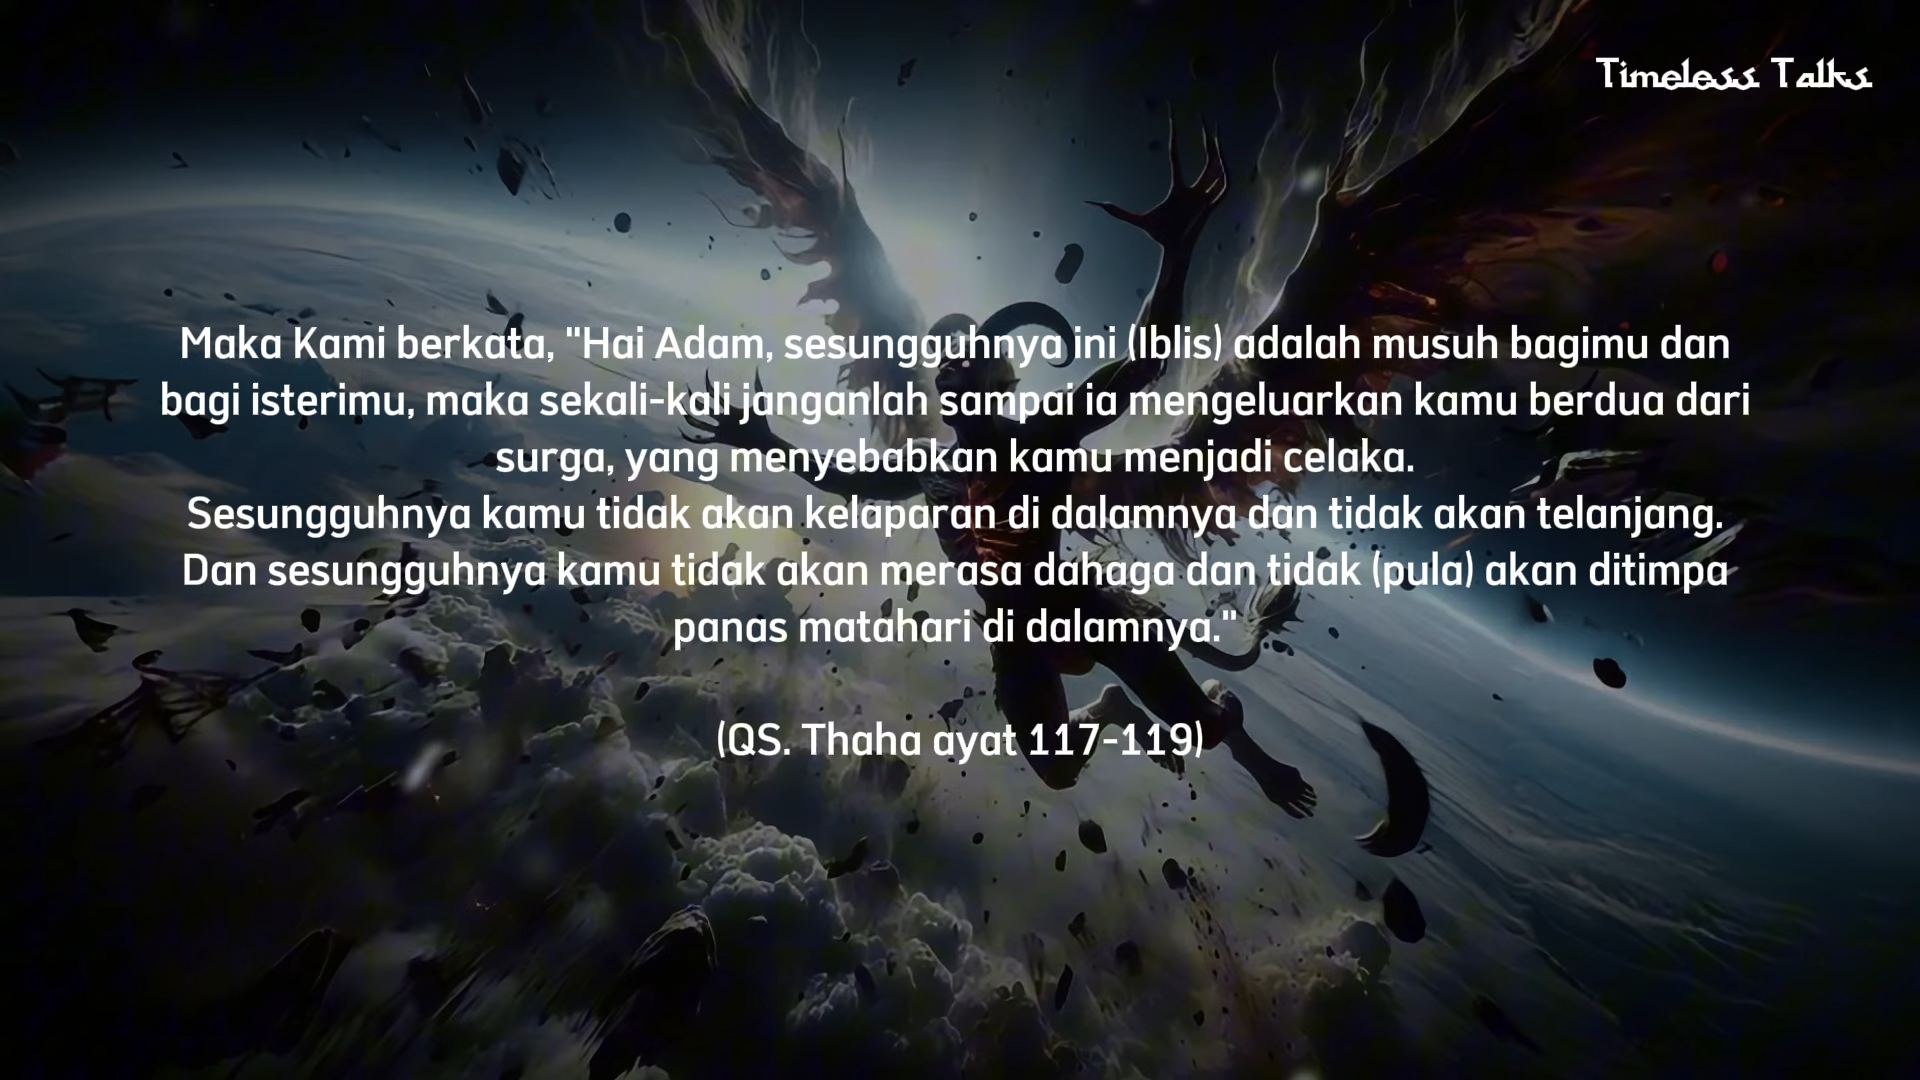 Timeless Talks
Maka Kami berkata, "Hai Adam, sesungguhnya ini (Iblis) adalah musuh bagimu dan
bagi isterimu, maka sekali-kali janganlah sampai ia mengeluarkan kamu berdua dari
surga, yang menyebabkan kamu menjadi celaka.
Sesungguhnya kamu tidak akan kelaparan di dalamnya dan tidak akan telanjang.
Dan sesungguhnya kamu tidak akan merasa dahaga dan tidak (pula) akan ditimpa
panas matahari di dalamnya."
(QS. Thaha ayat 117-119)